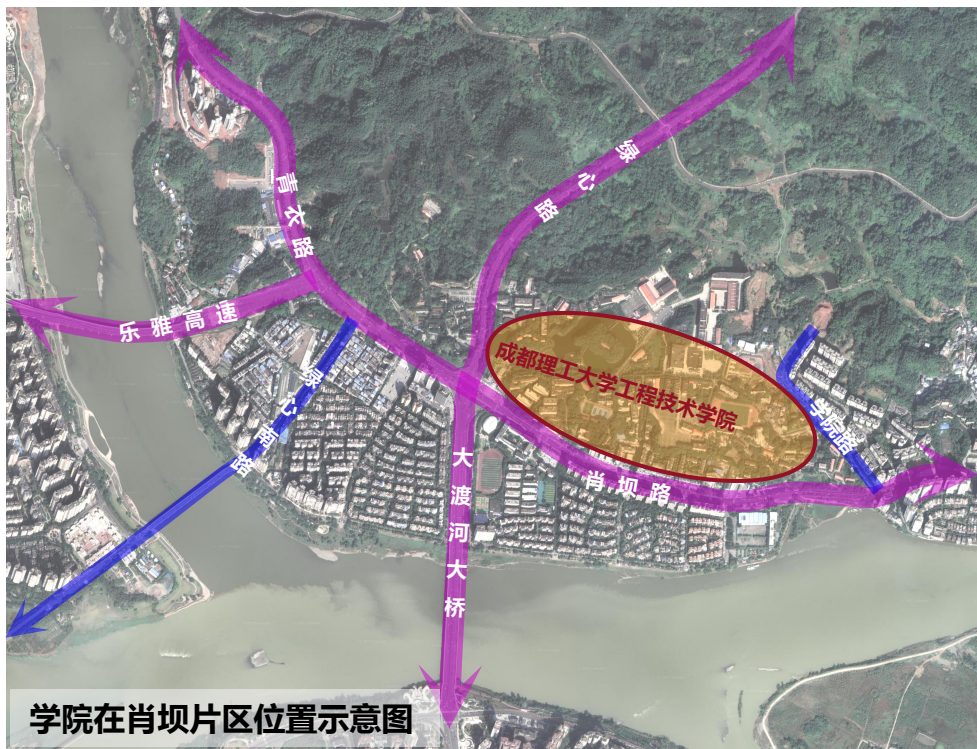 绿心路
青衣路
乐雅高速
成都理工大学工程技术学院
绿心南路
学院路
大渡河大桥
肖坝路
学院在肖坝片区位置示意图